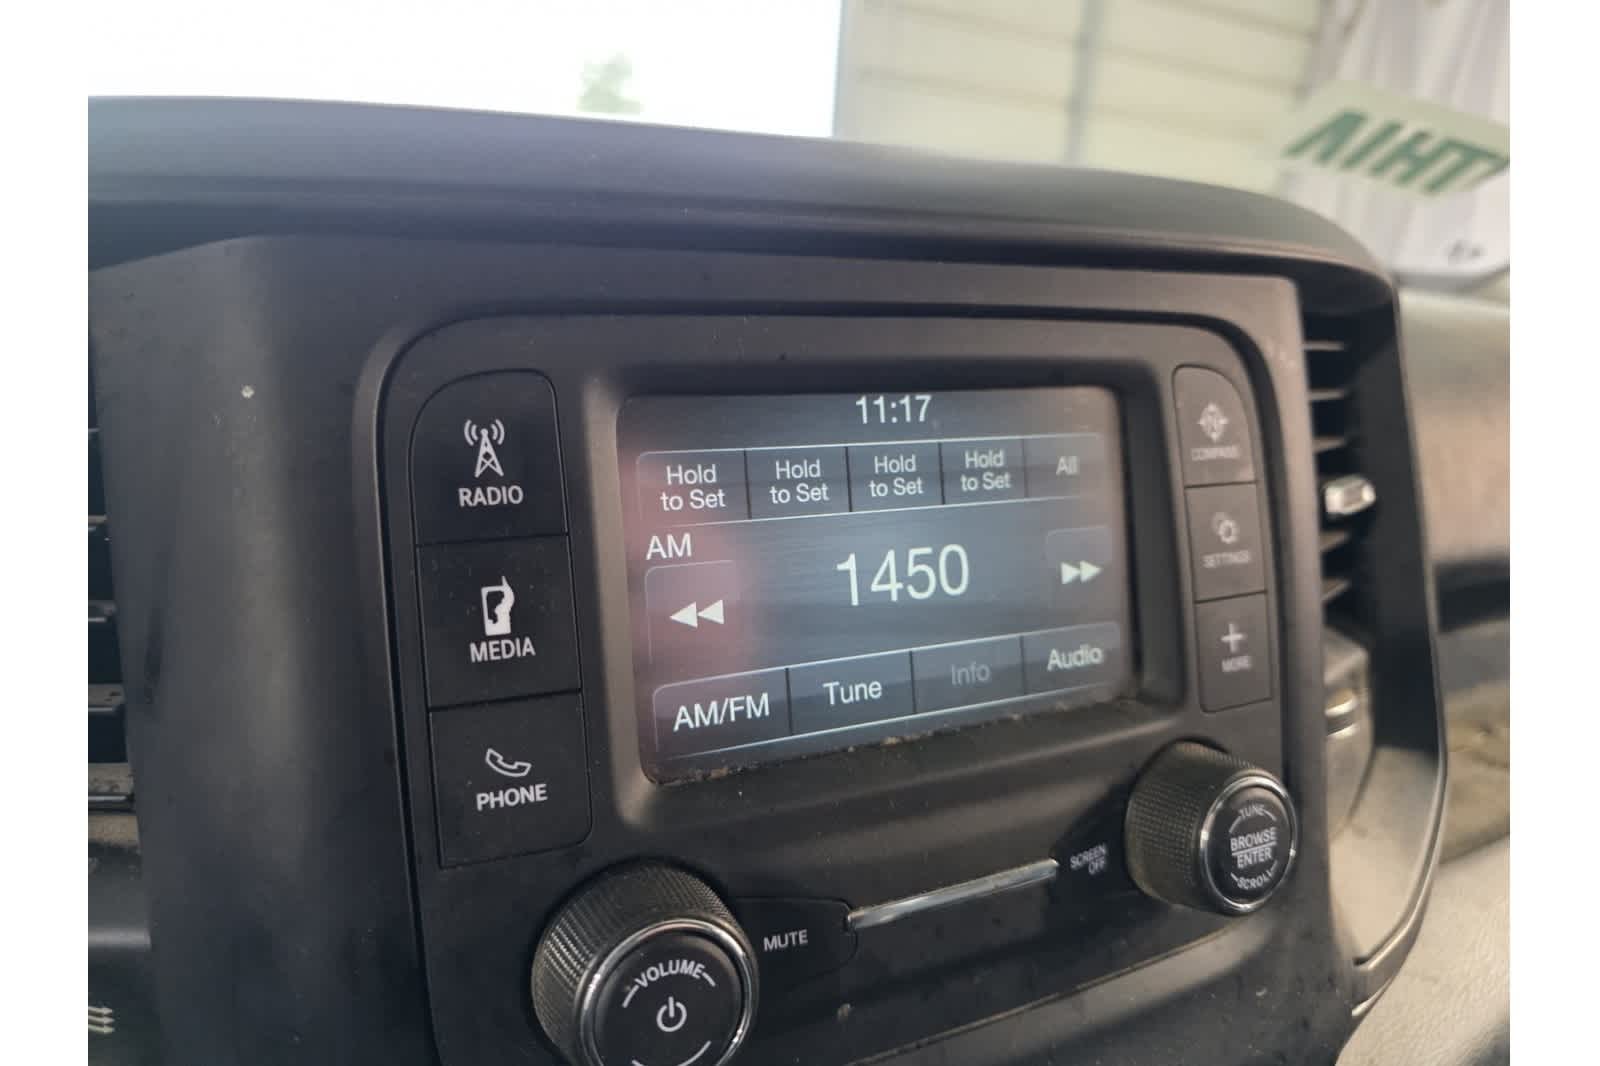 11:17
Hold
to Set
Hold
to Set
Hold
to Set
Hold
to Set
All
AM
1450
AM/FM
Tune
Info
Audio
RADIO
MEDIA
PHONE
COMPASS
SETTINGS
MORE
VOLUME
MUTE
SCREEN
OFF
TUNE
BROWSE
ENTER
SCROLL